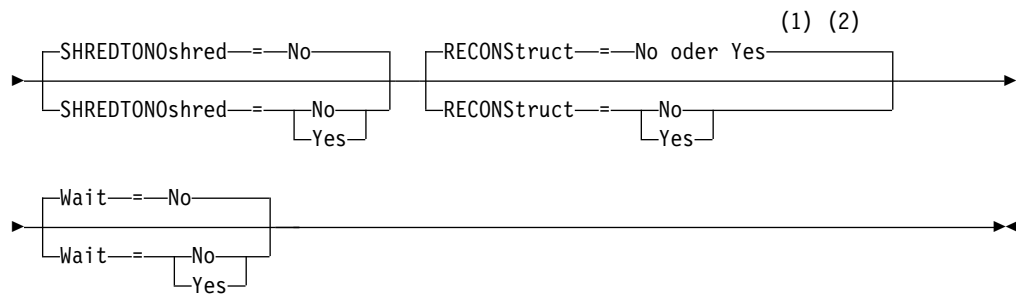 (1) (2)
SHREDTONOshred = No RECONStruct = No oder Yes
SHREDTONOshred = No RECONStruct = No
Yes Yes
Wait = No
Wait = No
Yes